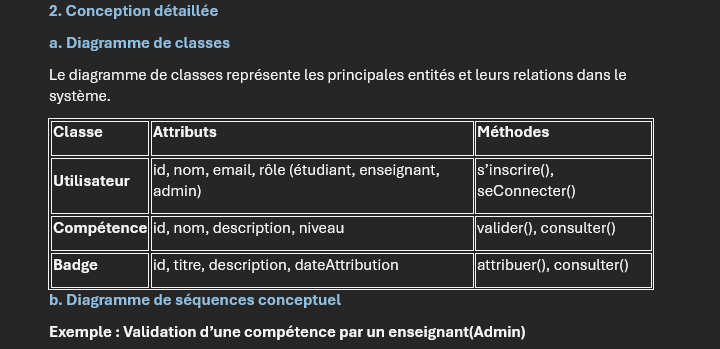 2. Conception détaillée
a. Diagramme de classes
Le diagramme de classes représente les principales entités et leurs relations dans le
système.
Classe Attributs Méthodes
Utilisateur id, nom, email, rôle (étudiant, enseignant, admin) s’inscrire(), seConnecter()
Compétence id, nom, description, niveau valider(), consulter()
Badge id, titre, description, dateAttribution attribuer(), consulter()
b. Diagramme de séquences conceptuel
Exemple : Validation d’une compétence par un enseignant(Admin)